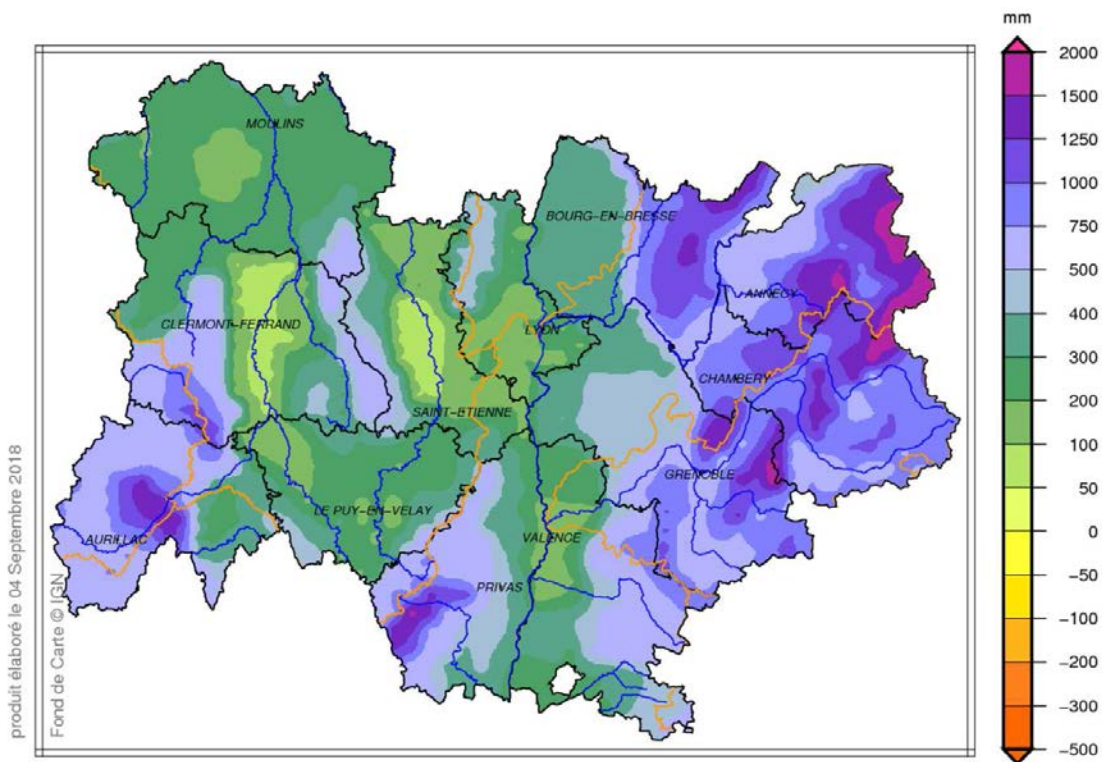 mm
2000
1500
1250
1000
750
500
400
300
200
100
50
0
−50
−100
−200
−300
−500
MOULINS
BOURG−EN−BRESSE
ANNECY
CLERMONT−FERRAND
LYON
CHAMBERY
SAINT−ETIENNE
GRENOBLE
LE PUY−EN−VELAY
AURILLAC
VALENCE
PRIVAS
produit élaboré le 04 Septembre 2018
Fond de Carte © IGN